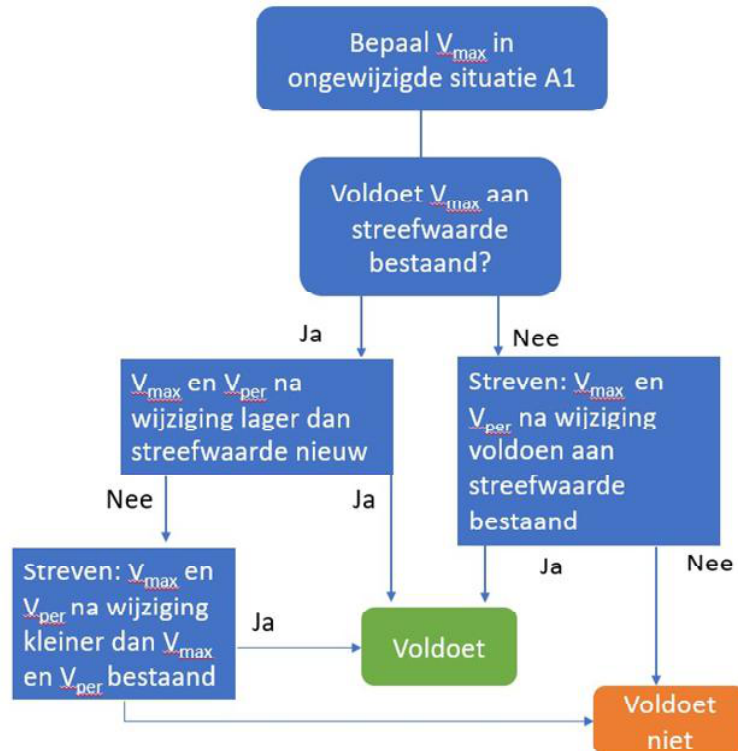 Bepaal Vmax in
ongewijzigde situatie A1
Voldoet Vmax aan
streefwaarde
bestaand?
Ja
Nee
Vmax en Vper na
wijziging lager dan
streefwaarde nieuw
Streven: Vmax en
Vper na wijziging
voldoen aan
streefwaarde
bestaand
Nee
Ja
Ja
Nee
Streven: Vmax en
Vper na wijziging
kleiner dan Vmax
en Vper bestaand
Ja
Voldoet
Voldoet
niet